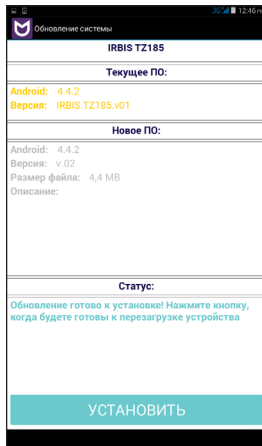 3G 12:46 PM
Обновление системы
IRBIS TZ185
Текущее ПО:
Android: 4.4.2
Версия: IRBIS.TZ185.v01
Новое ПО:
Android: 4.4.2
Версия: v.02
Размер файла: 4,4 MB
Описание:
Статус:
Обновление готово к установке! Нажмите кнопку,
когда будете готовы к перезагрузке устройства
УСТАНОВИТЬ